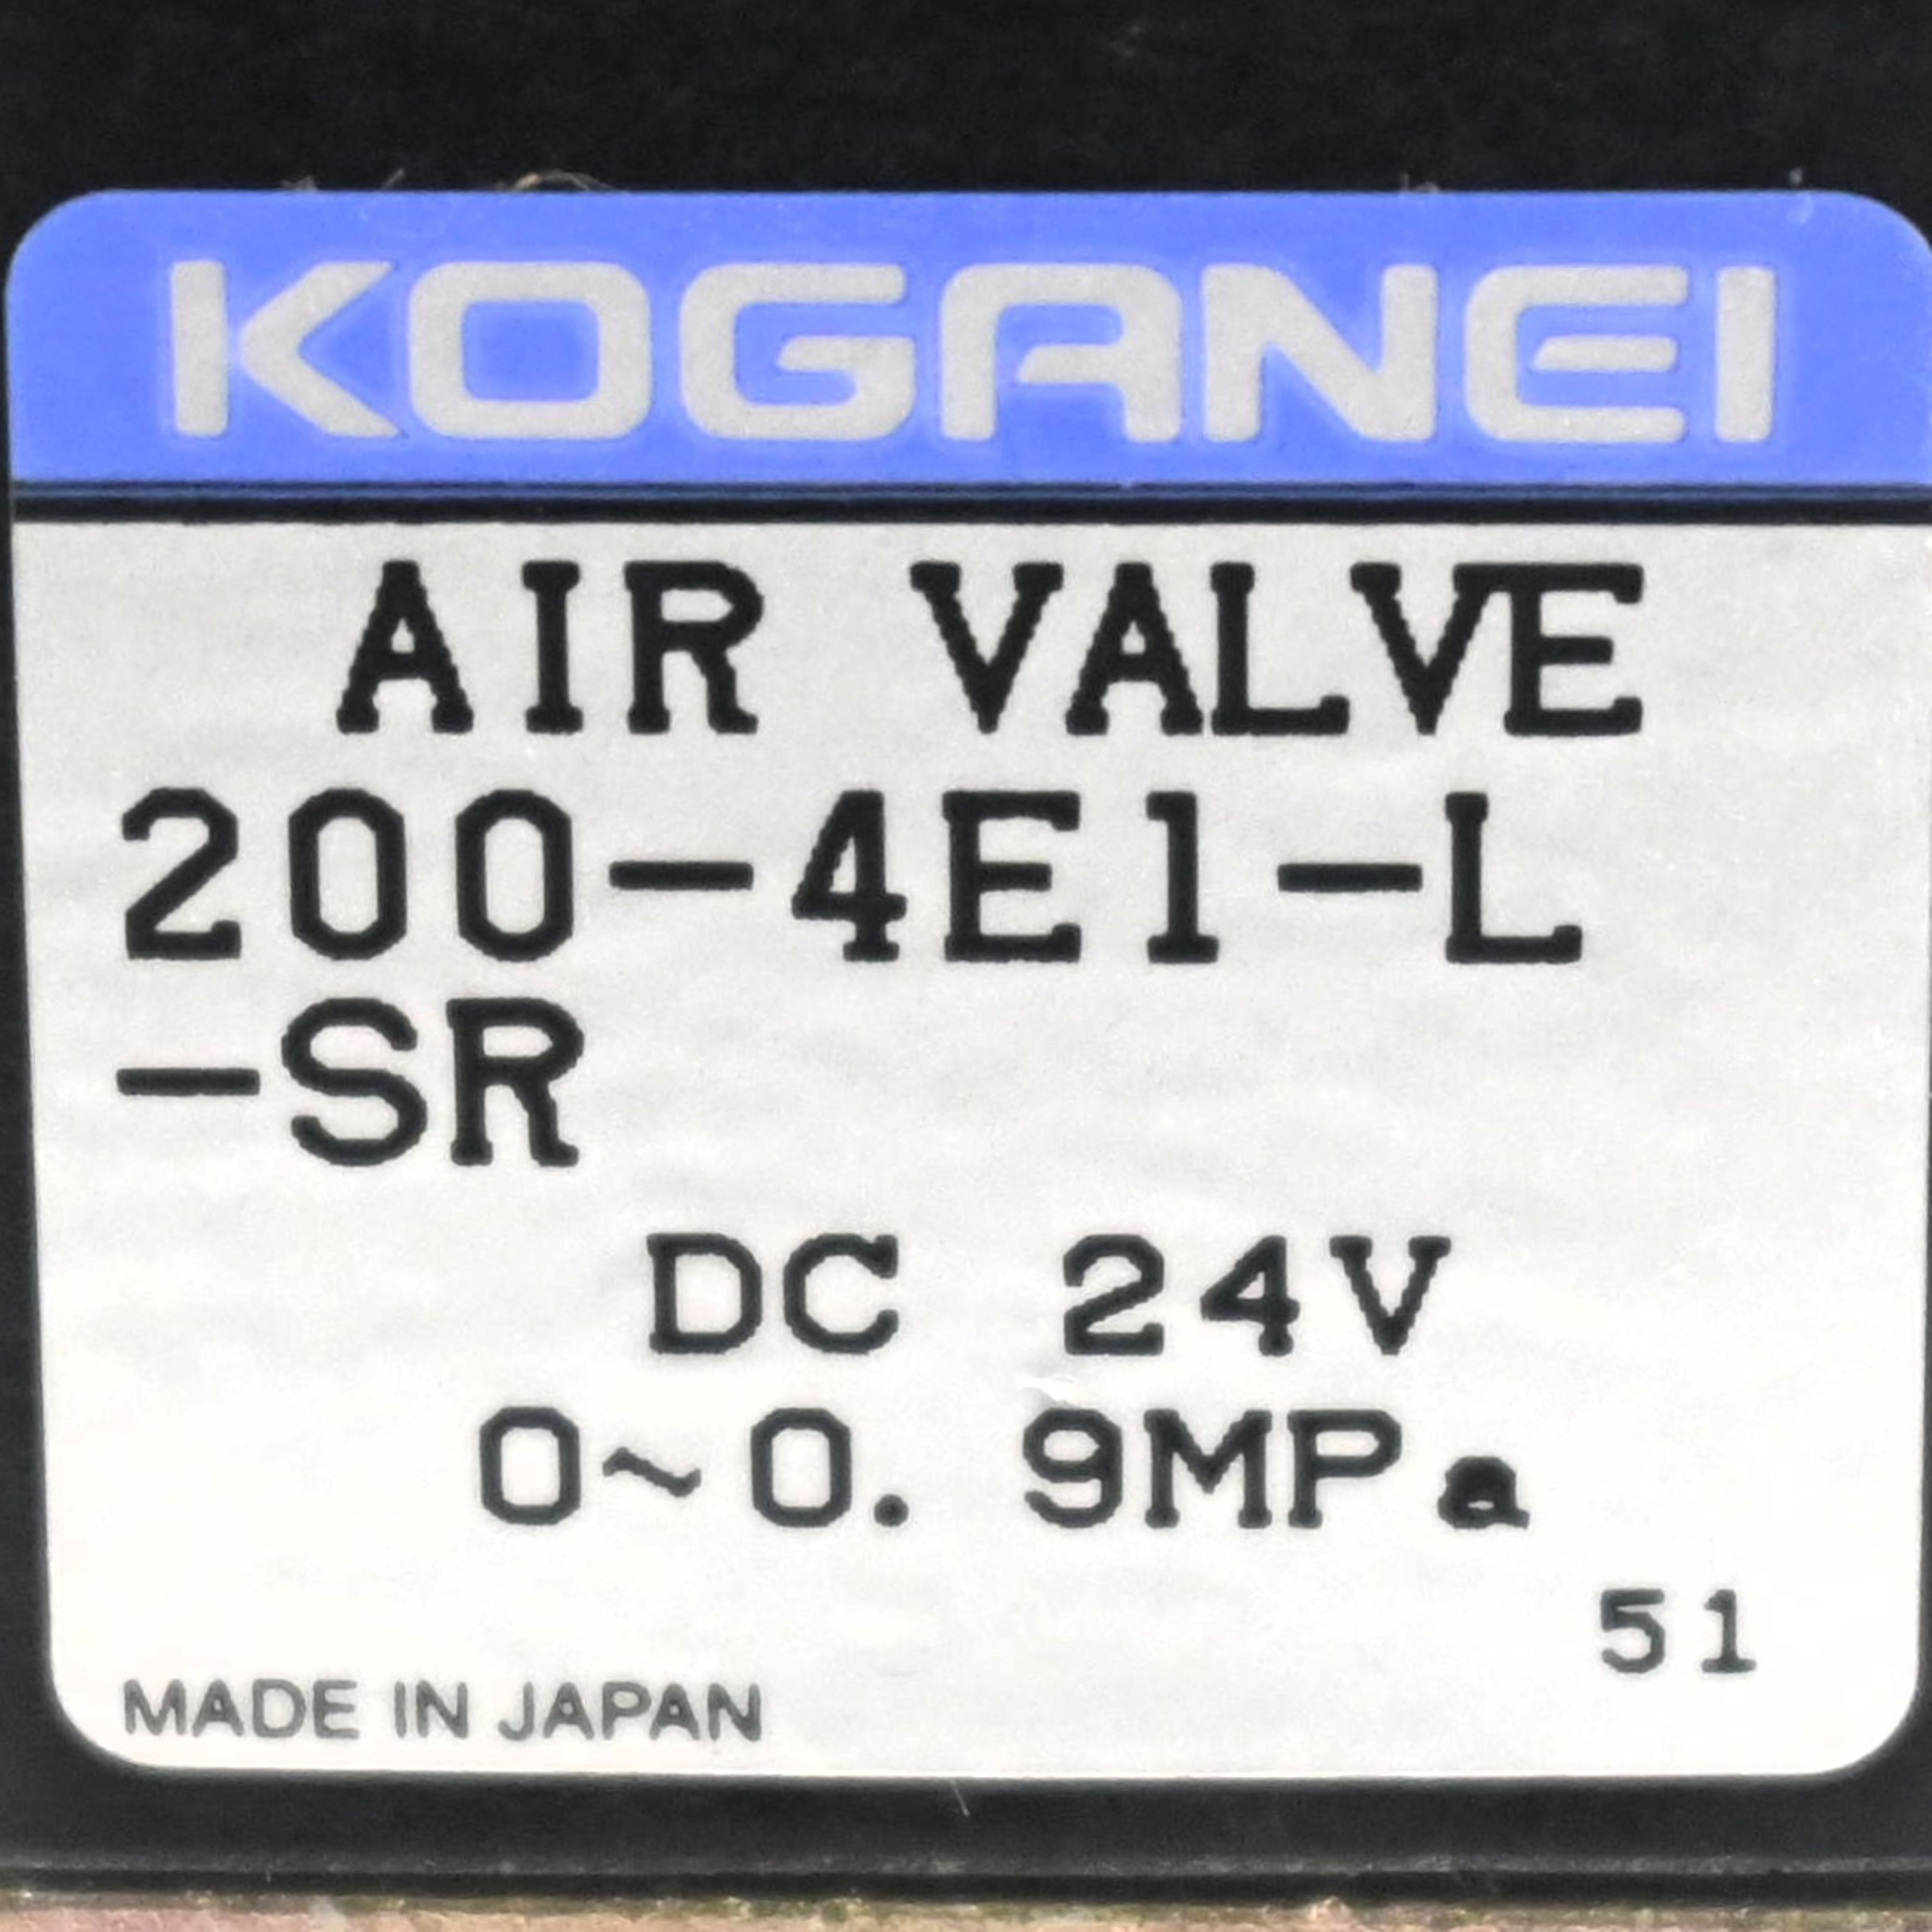 KOGANEI
AIR VALVE
200-4E1-L
-SR
DC 24V
0~0.9MPa
51
MADE IN JAPAN